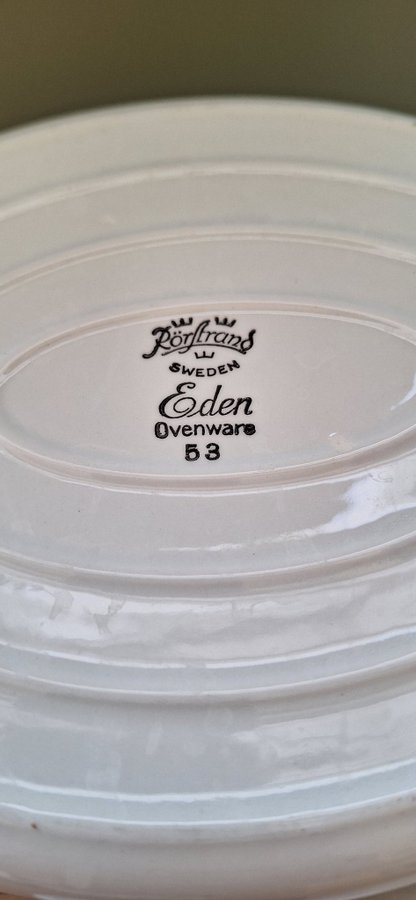 Rörstrand
SWEDEN
Eden
Ovenware
53